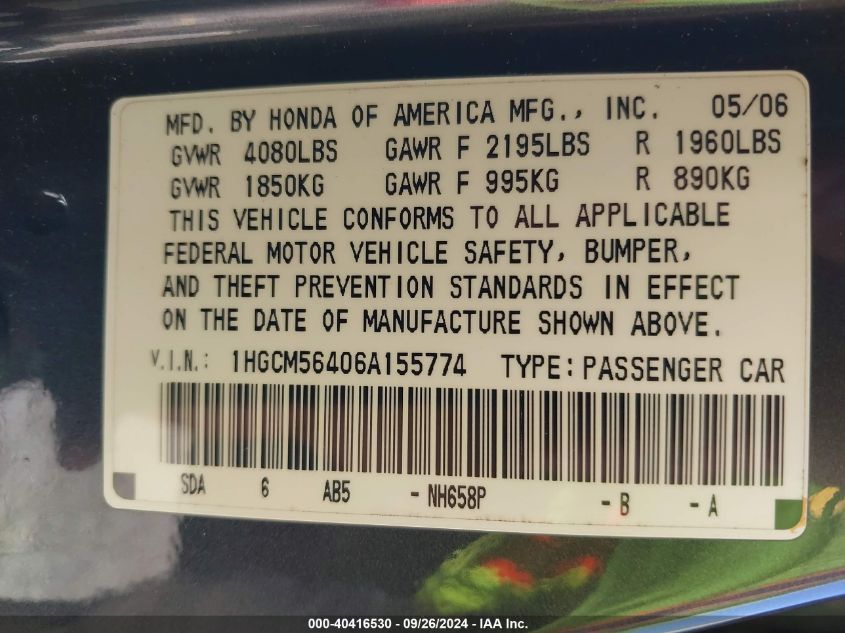 MFD. BY HONDA OF AMERICA MFG., INC. 05/06
GVWR 4080LBS GAWR F 2195LBS R 1960LBS
GVWR 1850KG GAWR F 995KG R 890KG
THIS VEHICLE CONFORMS TO ALL APPLICABLE
FEDERAL MOTOR VEHICLE SAFETY, BUMPER,
AND THEFT PREVENTION STANDARDS IN EFFECT
ON THE DATE OF MANUFACTURE SHOWN ABOVE.
V.I.N.: 1HGCM56406A155774 TYPE: PASSENGER CAR
SDA 6 AB5 - NH658P - B - A
000-40416530 - 09/26/2024 - IAA Inc.